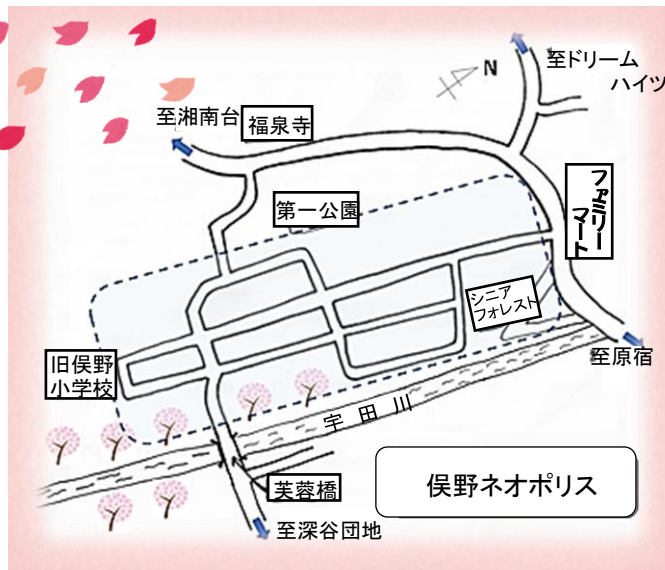 至ドリーム
ハイツ
N
至湘南台
福泉寺
ファミリー
マート
第一公園
シニア
フォレスト
至原宿
旧俣野
小学校
宇田川
芙蓉橋
俣野ネオポリス
至深谷団地